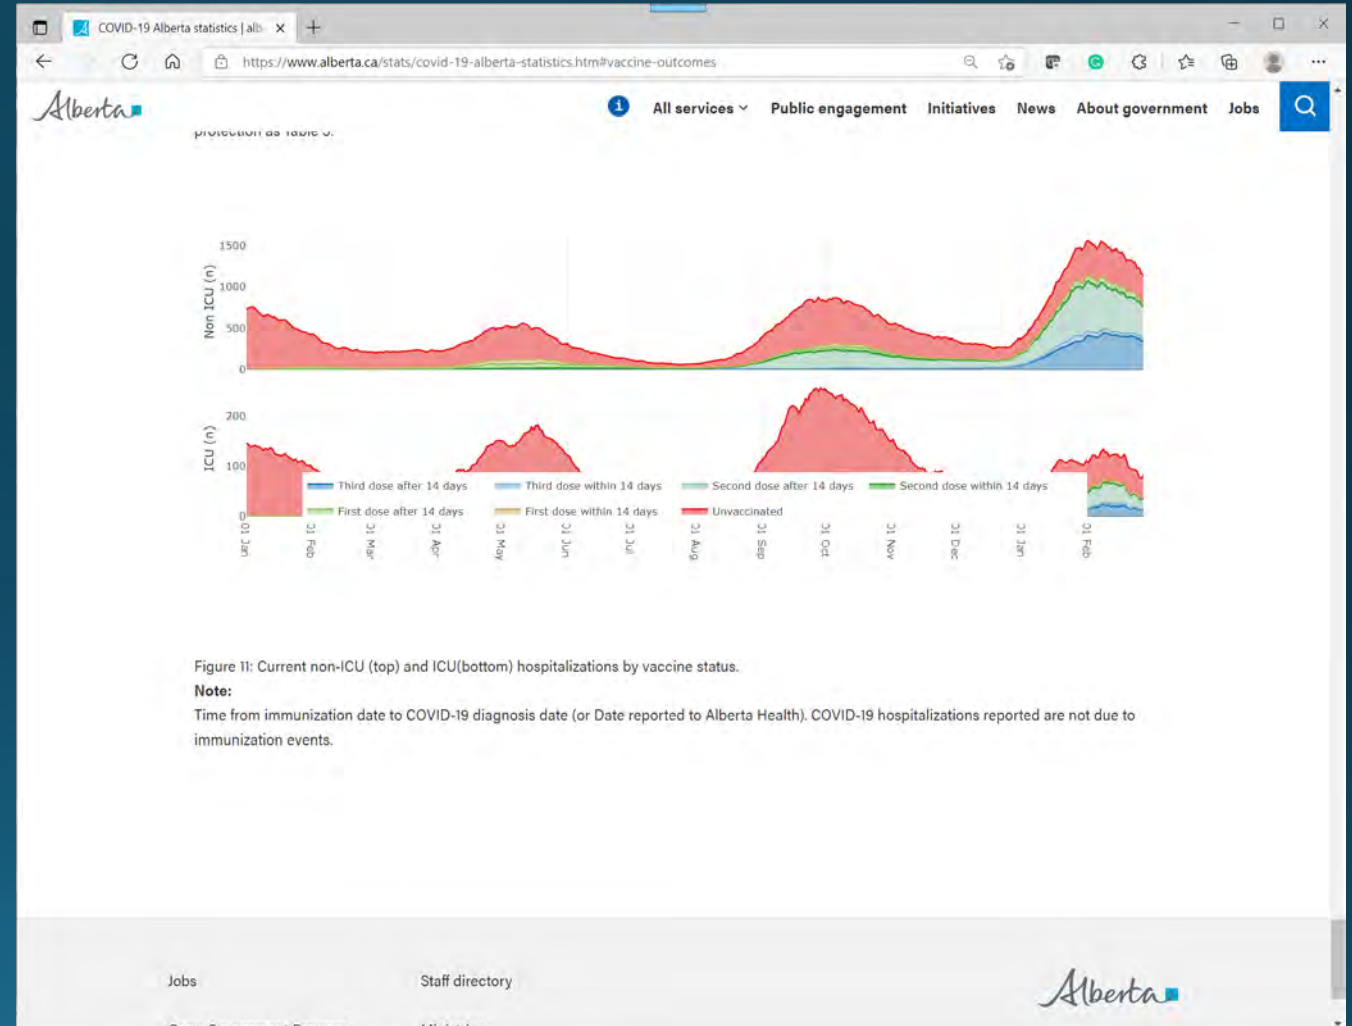 COVID-19 Alberta statistics | alb
https://www.alberta.ca/stats/covid-19-alberta-statistics.htm#vaccine-outcomes
Alberta
All services
Public engagement
Initiatives
News
About government
Jobs
protection as Table 5.
1500
1000
500
0
Non ICU (n)
200
100
0
ICU (n)
Third dose after 14 days
Third dose within 14 days
Second dose after 14 days
Second dose within 14 days
First dose after 14 days
First dose within 14 days
Unvaccinated
01 Jan
01 Feb
01 Mar
01 Apr
01 May
01 Jun
01 Jul
01 Aug
01 Sep
01 Oct
01 Nov
01 Dec
01 Jan
01 Feb
Figure 11: Current non-ICU (top) and ICU(bottom) hospitalizations by vaccine status.
Note:
Time from immunization date to COVID-19 diagnosis date (or Date reported to Alberta Health). COVID-19 hospitalizations reported are not due to
immunization events.
Jobs
Staff directory
Alberta